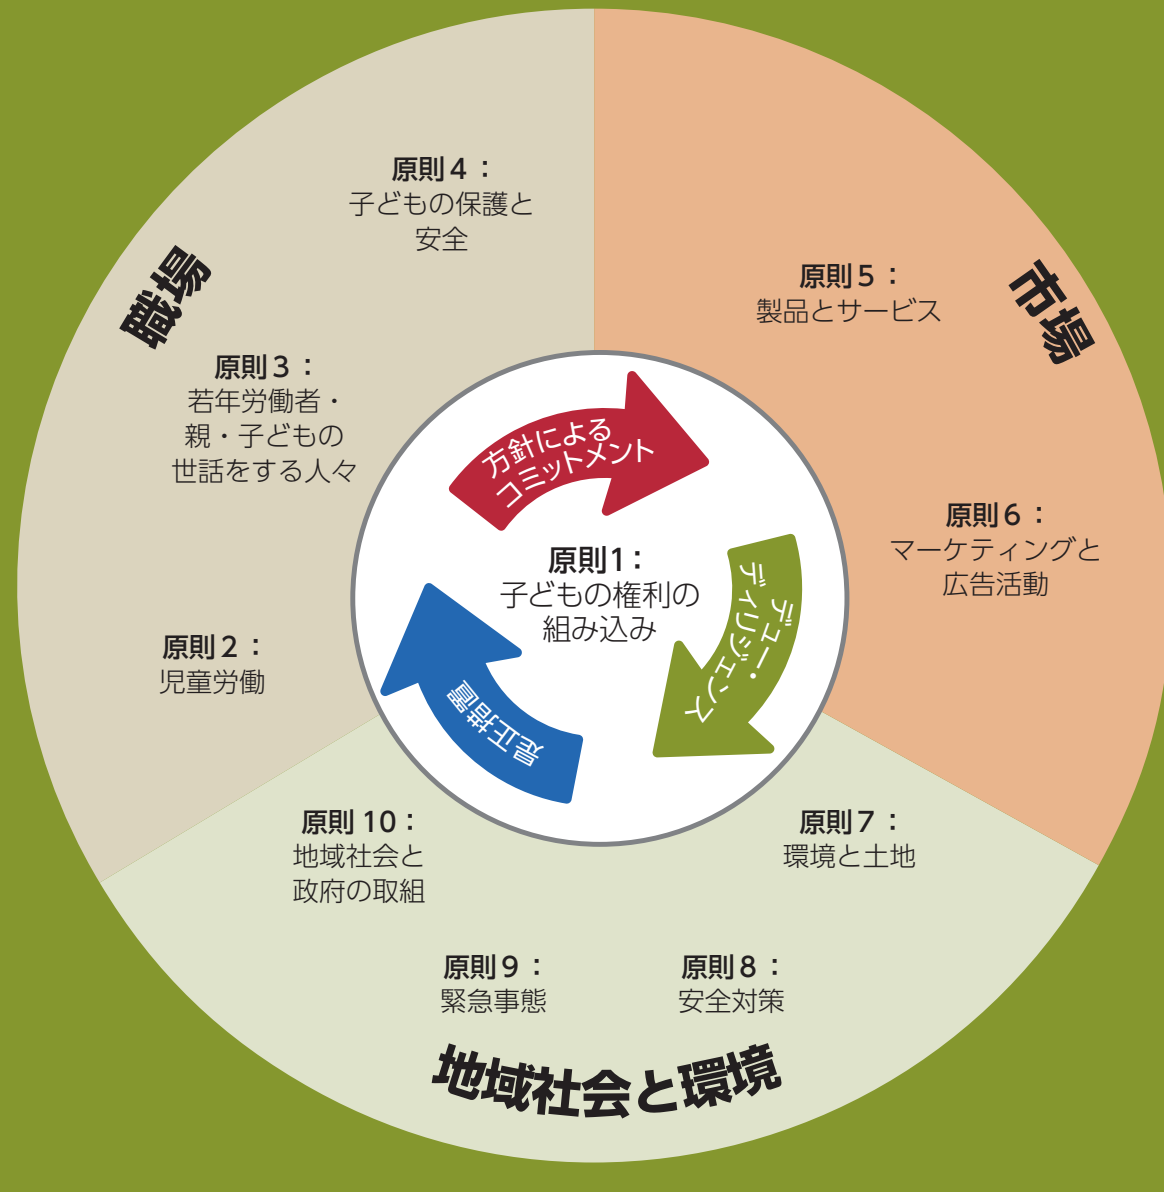 職場
原則4：
子どもの保護と
安全
原則3：
若年労働者・
親・子どもの
世話をする人々
原則2：
児童労働
市場
原則5：
製品とサービス
原則6：
マーケティングと
広告活動
方針による
コミットメント
原則1：
子どもの権利の
組み込み
デュー・
ディリジェンス
是正措置
原則7：
環境と土地
原則8：
安全対策
原則9：
緊急事態
原則 10：
地域社会と
政府の取組
地域社会と環境